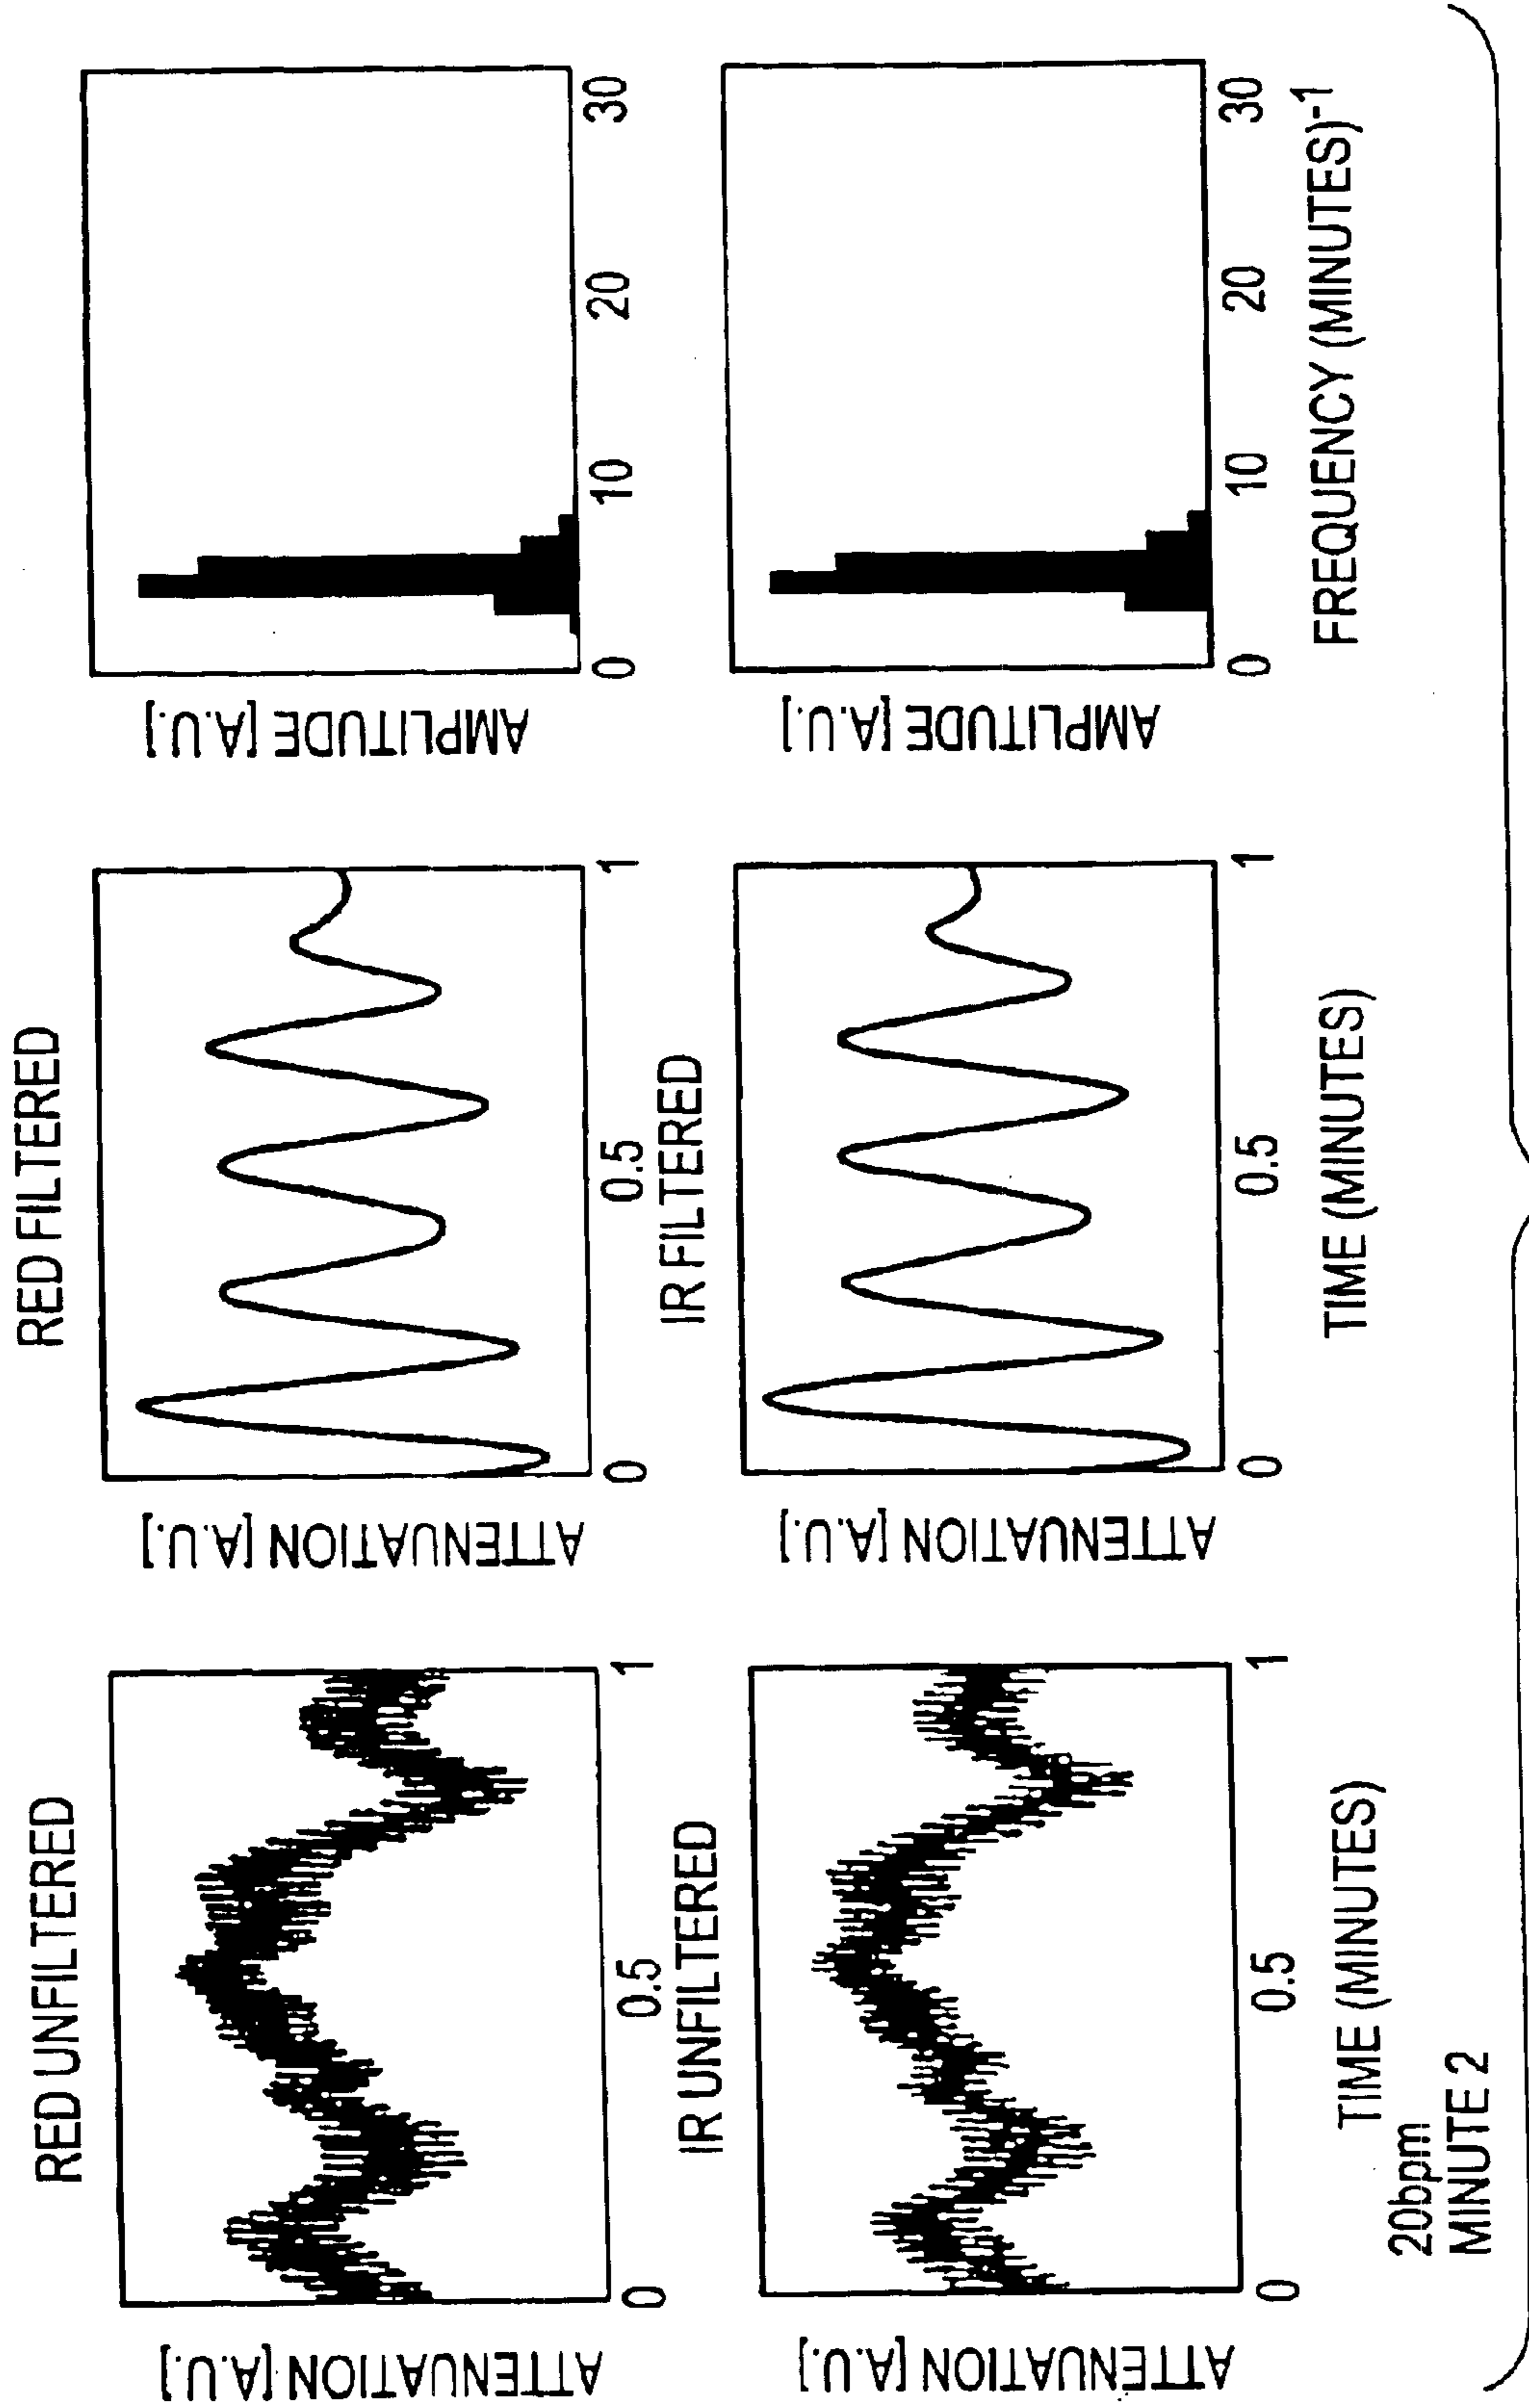 RED UNFILTERED
ATTENUATION [A.U.]
0
0.5
1
RED FILTERED
ATTENUATION [A.U.]
0
0.5
1
AMPLITUDE [A.U.]
0
10
20
30
IR UNFILTERED
ATTENUATION [A.U.]
0
0.5
1
TIME (MINUTES)
IR FILTERED
ATTENUATION [A.U.]
0
0.5
1
TIME (MINUTES)
AMPLITUDE [A.U.]
0
10
20
30
FREQUENCY (MINUTES)-1
20bpm
MINUTE 2